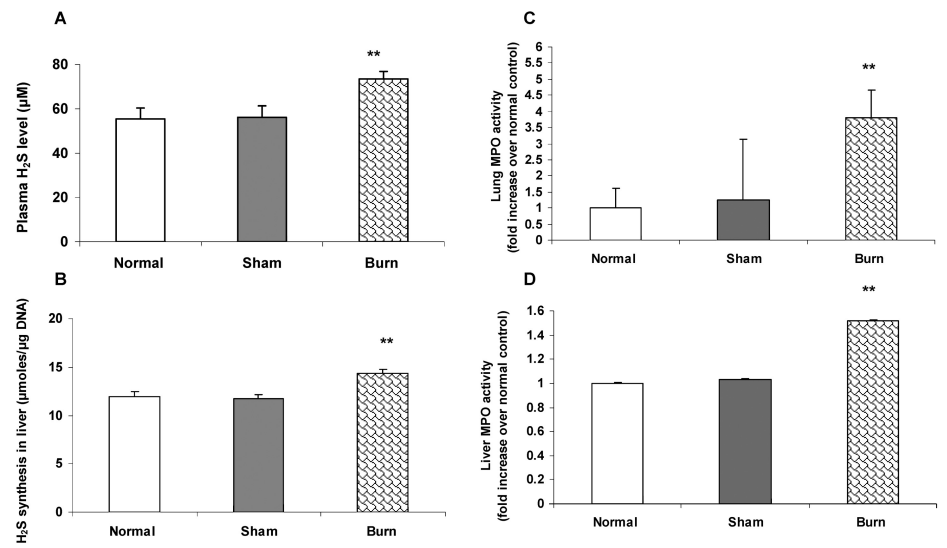 A
Plasma H₂S level (µM)
80
60
40
20
0
**
Normal Sham Burn
B
H₂S synthesis in liver (µmoles/µg DNA)
20
15
10
5
0
**
Normal Sham Burn
C
Lung MPO activity
(fold increase over normal control)
6
5.5
5
4.5
4
3.5
3
2.5
2
1.5
1
0.5
0
**
Normal Sham Burn
D
Liver MPO activity
(fold increase over normal control)
1.6
1.4
1.2
1
0.8
0.6
0.4
0.2
0
**
Normal Sham Burn